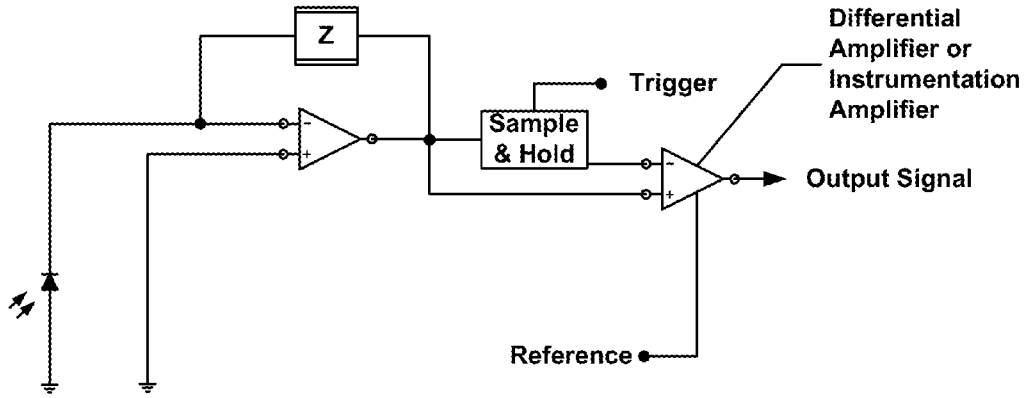 Z
Differential
Amplifier or
Instrumentation
Amplifier
Trigger
Sample
& Hold
-
+
-
+
Output Signal
Reference